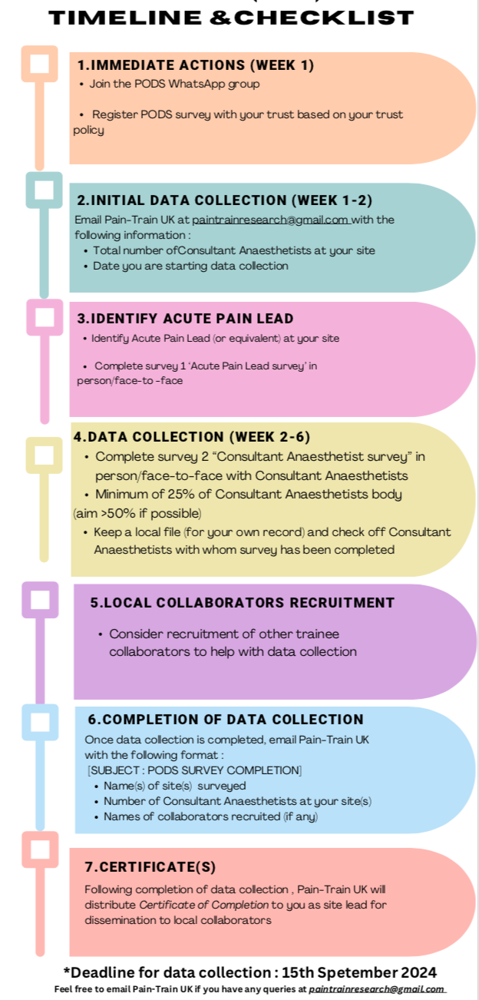 TIMELINE &CHECKLIST
1.IMMEDIATE ACTIONS (WEEK 1)
• Join the PODS WhatsApp group
• Register PODS survey with your trust based on your trust
policy
2.INITIAL DATA COLLECTION (WEEK 1-2)
Email Pain-Train UK at paintrainresearch@gmail.com with the
following information :
• Total number ofConsultant Anaesthetists at your site
• Date you are starting data collection
3.IDENTIFY ACUTE PAIN LEAD
• Identify Acute Pain Lead (or equivalent) at your site
• Complete survey 1 ‘Acute Pain Lead survey’ in
person/face-to -face
4.DATA COLLECTION (WEEK 2-6)
• Complete survey 2 “Consultant Anaesthetist survey” in
person/face-to-face with Consultant Anaesthetists
• Minimum of 25% of Consultant Anaesthetists body
(aim >50% if possible)
• Keep a local file (for your own record) and check off Consultant
Anaesthetists with whom survey has been completed
5.LOCAL COLLABORATORS RECRUITMENT
• Consider recruitment of other trainee
collaborators to help with data collection
6.COMPLETION OF DATA COLLECTION
Once data collection is completed, email Pain-Train UK
with the following format :
[SUBJECT : PODS SURVEY COMPLETION]
• Name(s) of site(s) surveyed
• Number of Consultant Anaesthetists at your site(s)
• Names of collaborators recruited (if any)
7.CERTIFICATE(S)
Following completion of data collection , Pain-Train UK will
distribute Certificate of Completion to you as site lead for
dissemination to local collaborators
*Deadline for data collection : 15th Spetember 2024
Feel free to email Pain-Train UK if you have any queries at paintrainresearch@gmail.com